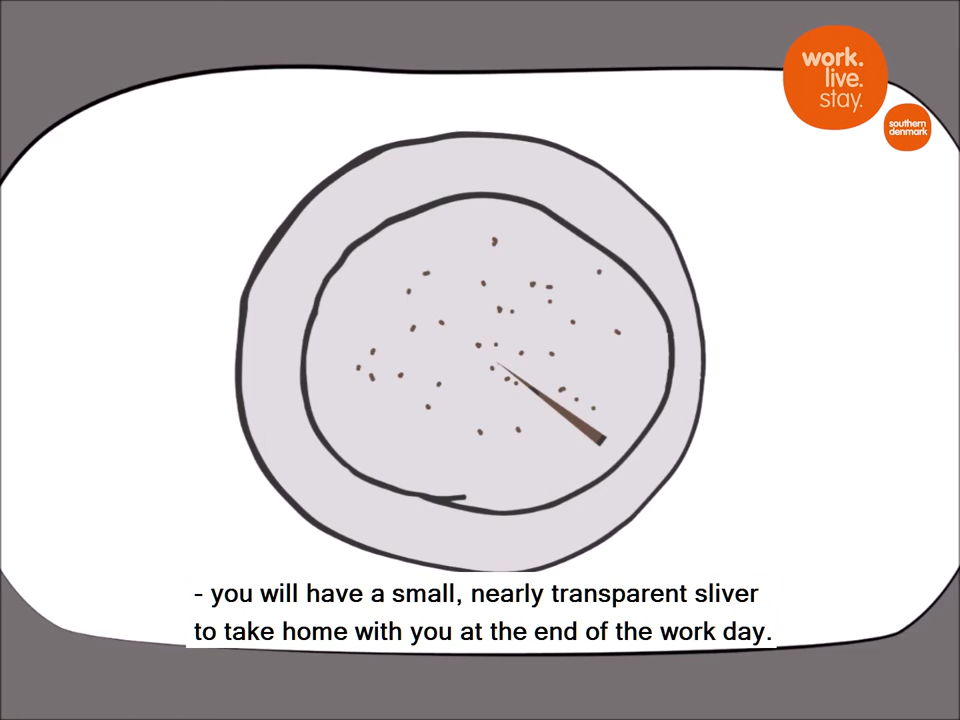 work.
live.
stay.
southern
denmark
- you will have a small, nearly transparent sliver
to take home with you at the end of the work day.